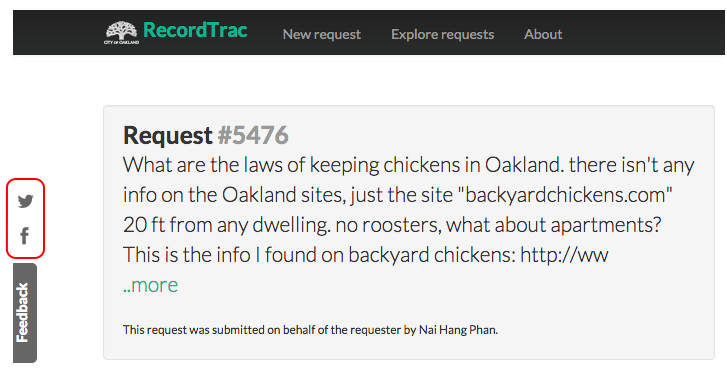 CITY OF OAKLAND
RecordTrac
New request
Explore requests
About
Request #5476
What are the laws of keeping chickens in Oakland. there isn't any
info on the Oakland sites, just the site "backyardchickens.com"
20 ft from any dwelling. no roosters, what about apartments?
This is the info I found on backyard chickens: http://ww
..more
This request was submitted on behalf of the requester by Nai Hang Phan.
Feedback